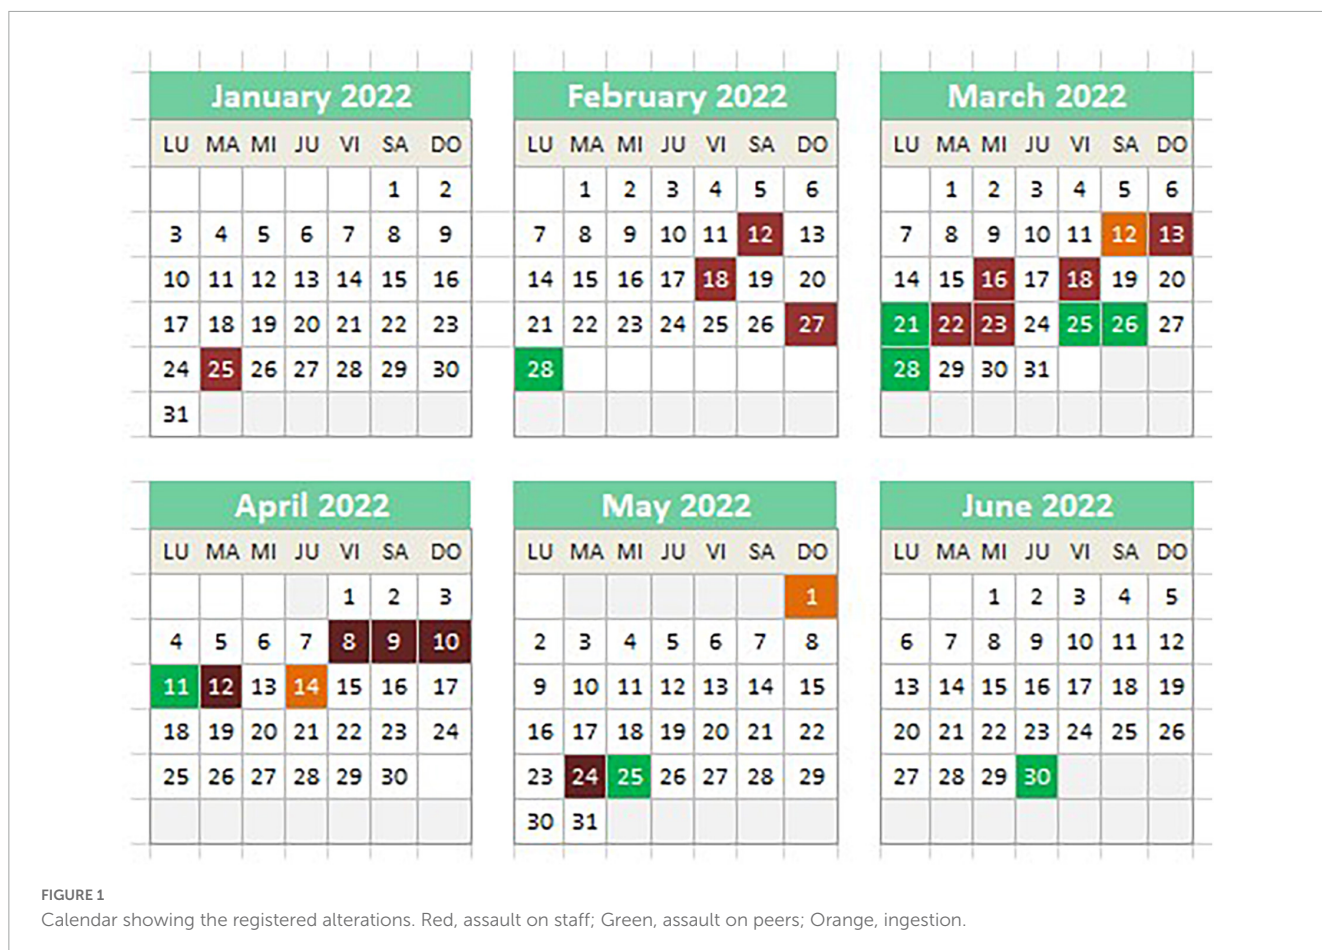 January 2022
LU MA MI JU VI SA DO
1 2
3 4 5 6 7 8 9
10 11 12 13 14 15 16
17 18 19 20 21 22 23
24 25 26 27 28 29 30
31
February 2022
LU MA MI JU VI SA DO
1 2 3 4 5 6
7 8 9 10 11 12 13
14 15 16 17 18 19 20
21 22 23 24 25 26 27
28
March 2022
LU MA MI JU VI SA DO
1 2 3 4 5 6
7 8 9 10 11 12 13
14 15 16 17 18 19 20
21 22 23 24 25 26 27
28 29 30 31
April 2022
LU MA MI JU VI SA DO
1 2 3
4 5 6 7 8 9 10
11 12 13 14 15 16 17
18 19 20 21 22 23 24
25 26 27 28 29 30
May 2022
LU MA MI JU VI SA DO
1
2 3 4 5 6 7 8
9 10 11 12 13 14 15
16 17 18 19 20 21 22
23 24 25 26 27 28 29
30 31
June 2022
LU MA MI JU VI SA DO
1 2 3 4 5
6 7 8 9 10 11 12
13 14 15 16 17 18 19
20 21 22 23 24 25 26
27 28 29 30
FIGURE 1
Calendar showing the registered alterations. Red, assault on staff; Green, assault on peers; Orange, ingestion.